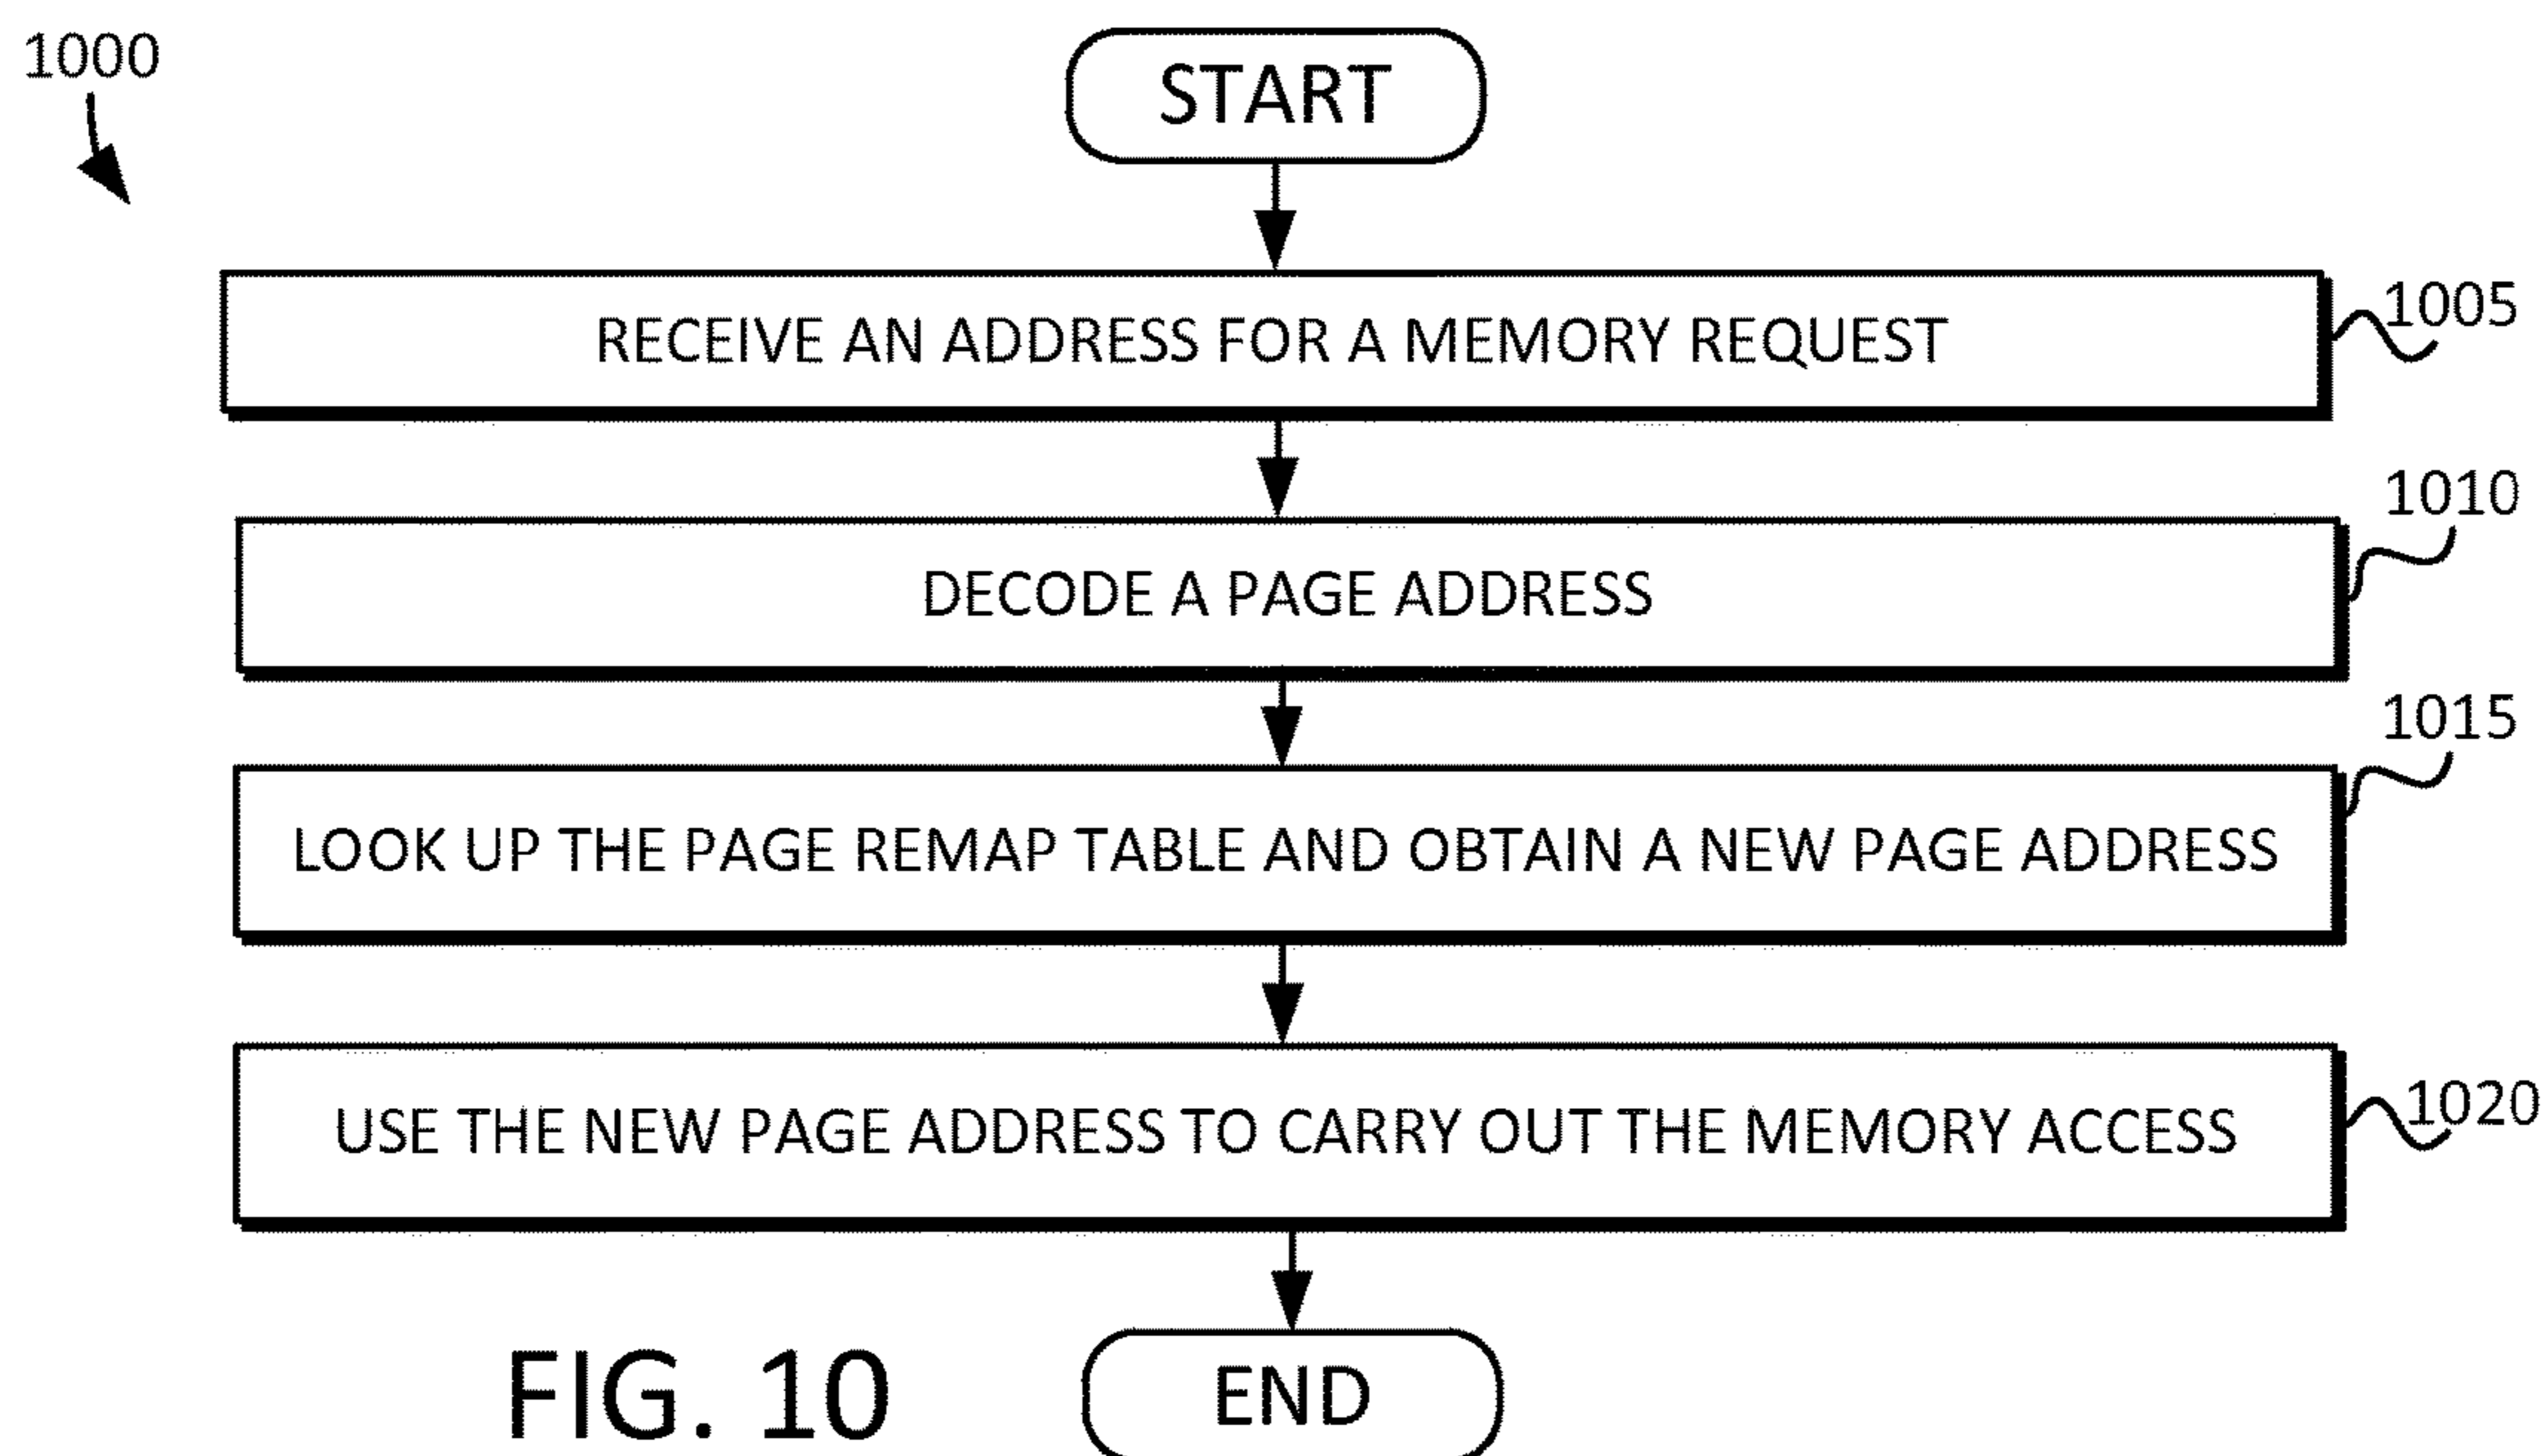 1000
START
RECEIVE AN ADDRESS FOR A MEMORY REQUEST
1005
1010
DECODE A PAGE ADDRESS
1015
LOOK UP THE PAGE REMAP TABLE AND OBTAIN A NEW PAGE ADDRESS
USE THE NEW PAGE ADDRESS TO CARRY OUT THE MEMORY ACCESS
1020
FIG. 10
END